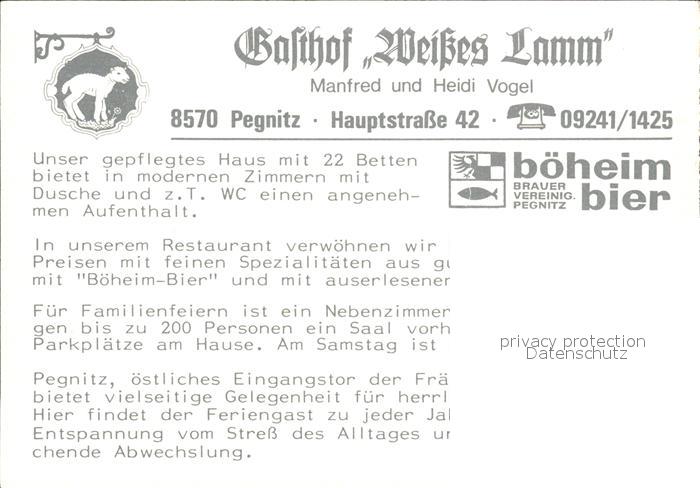 Gasthof „Weißes Lamm"
Manfred und Heidi Vogel
8570 Pegnitz · Hauptstraße 42 · 09241/1425
Unser gepflegtes Haus mit 22 Betten
bietet in modernen Zimmern mit
Dusche und z.T. WC einen angeneh-
men Aufenthalt.
böheim
BRAUER
VEREINIG.
PEGNITZ
bier
In unserem Restaurant verwöhnen wir
Preisen mit feinen Spezialitäten aus
mit "Böheim-Bier" und mit auserlesener
Für Familienfeiern ist ein Nebenzimmer
gen bis zu 200 Personen ein Saal vorh
Parkplätze am Hause. Am Samstag ist
privacy protection
Datenschutz
Pegnitz, östliches Eingangstor der Frä
bietet vielseitige Gelegenheit für herrl
Hier findet der Feriengast zu jeder Ja
Entspannung vom Streß des Alltages
chende Abwechslung.